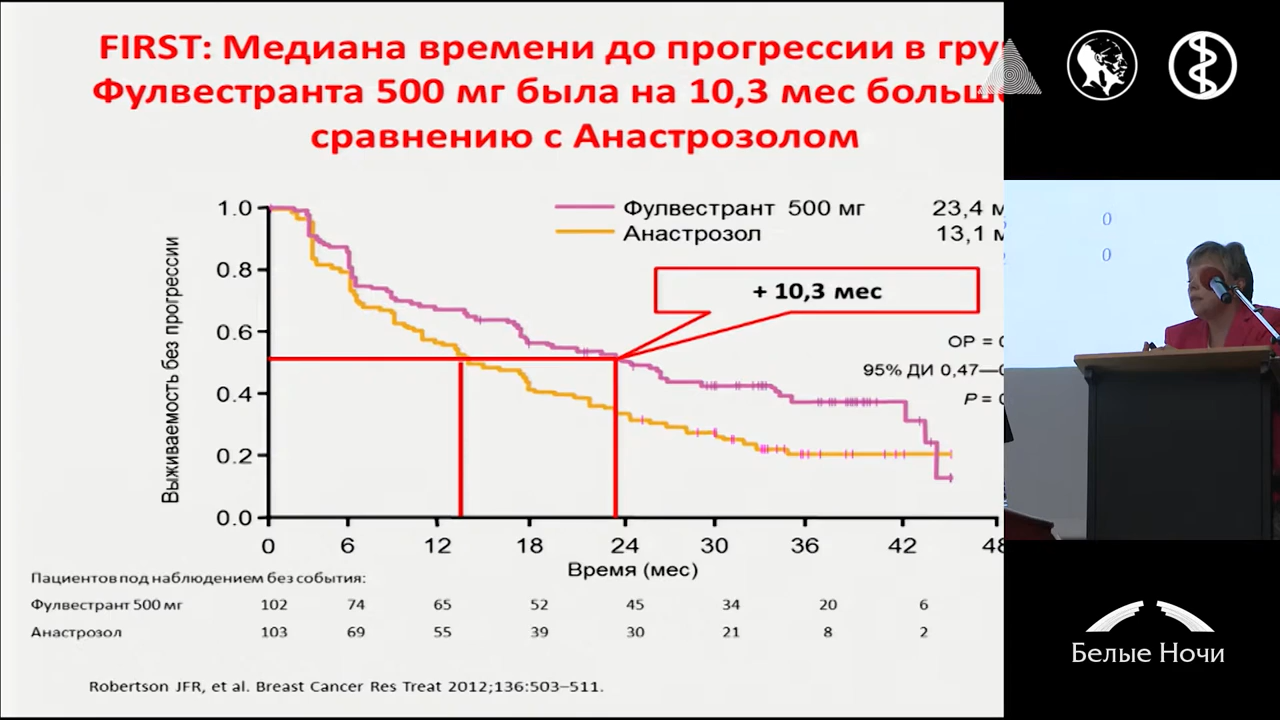 FIRST: Медиана времени до прогрессии в гру
Фулвестранта 500 мг была на 10,3 мес больш
сравнению с Анастрозолом
Фулвестрант 500 мг 23,4 м
Анастрозол 13,1 м
+ 10,3 мес
ОР = 0
95% ДИ 0,47—0
P = 0
Выживаемость без прогрессии
1.0
0.8
0.6
0.4
0.2
0.0
0 6 12 18 24 30 36 42 48
Время (мес)
Пациентов под наблюдением без события:
Фулвестрант 500 мг 102 74 65 52 45 34 20 6
Анастрозол 103 69 55 39 30 21 8 2
Robertson JFR, et al. Breast Cancer Res Treat 2012;136:503–511.
0
0
Белые Ночи